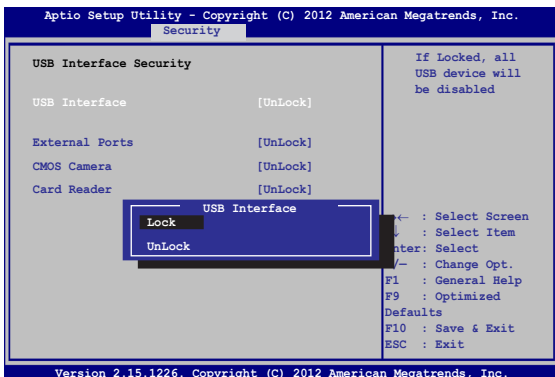 Aptio Setup Utility - Copyright (C) 2012 American Megatrends, Inc.
Security
USB Interface Security
USB Interface [UnLock]
External Ports [UnLock]
CMOS Camera [UnLock]
Card Reader [UnLock]
USB Interface
Lock
UnLock
If Locked, all
USB device will
be disabled
→← : Select Screen
↓ : Select Item
nter: Select
/— : Change Opt.
F1 : General Help
F9 : Optimized
Defaults
F10 : Save & Exit
ESC : Exit
Version 2.15.1226. Copyright (C) 2012 American Megatrends, Inc.